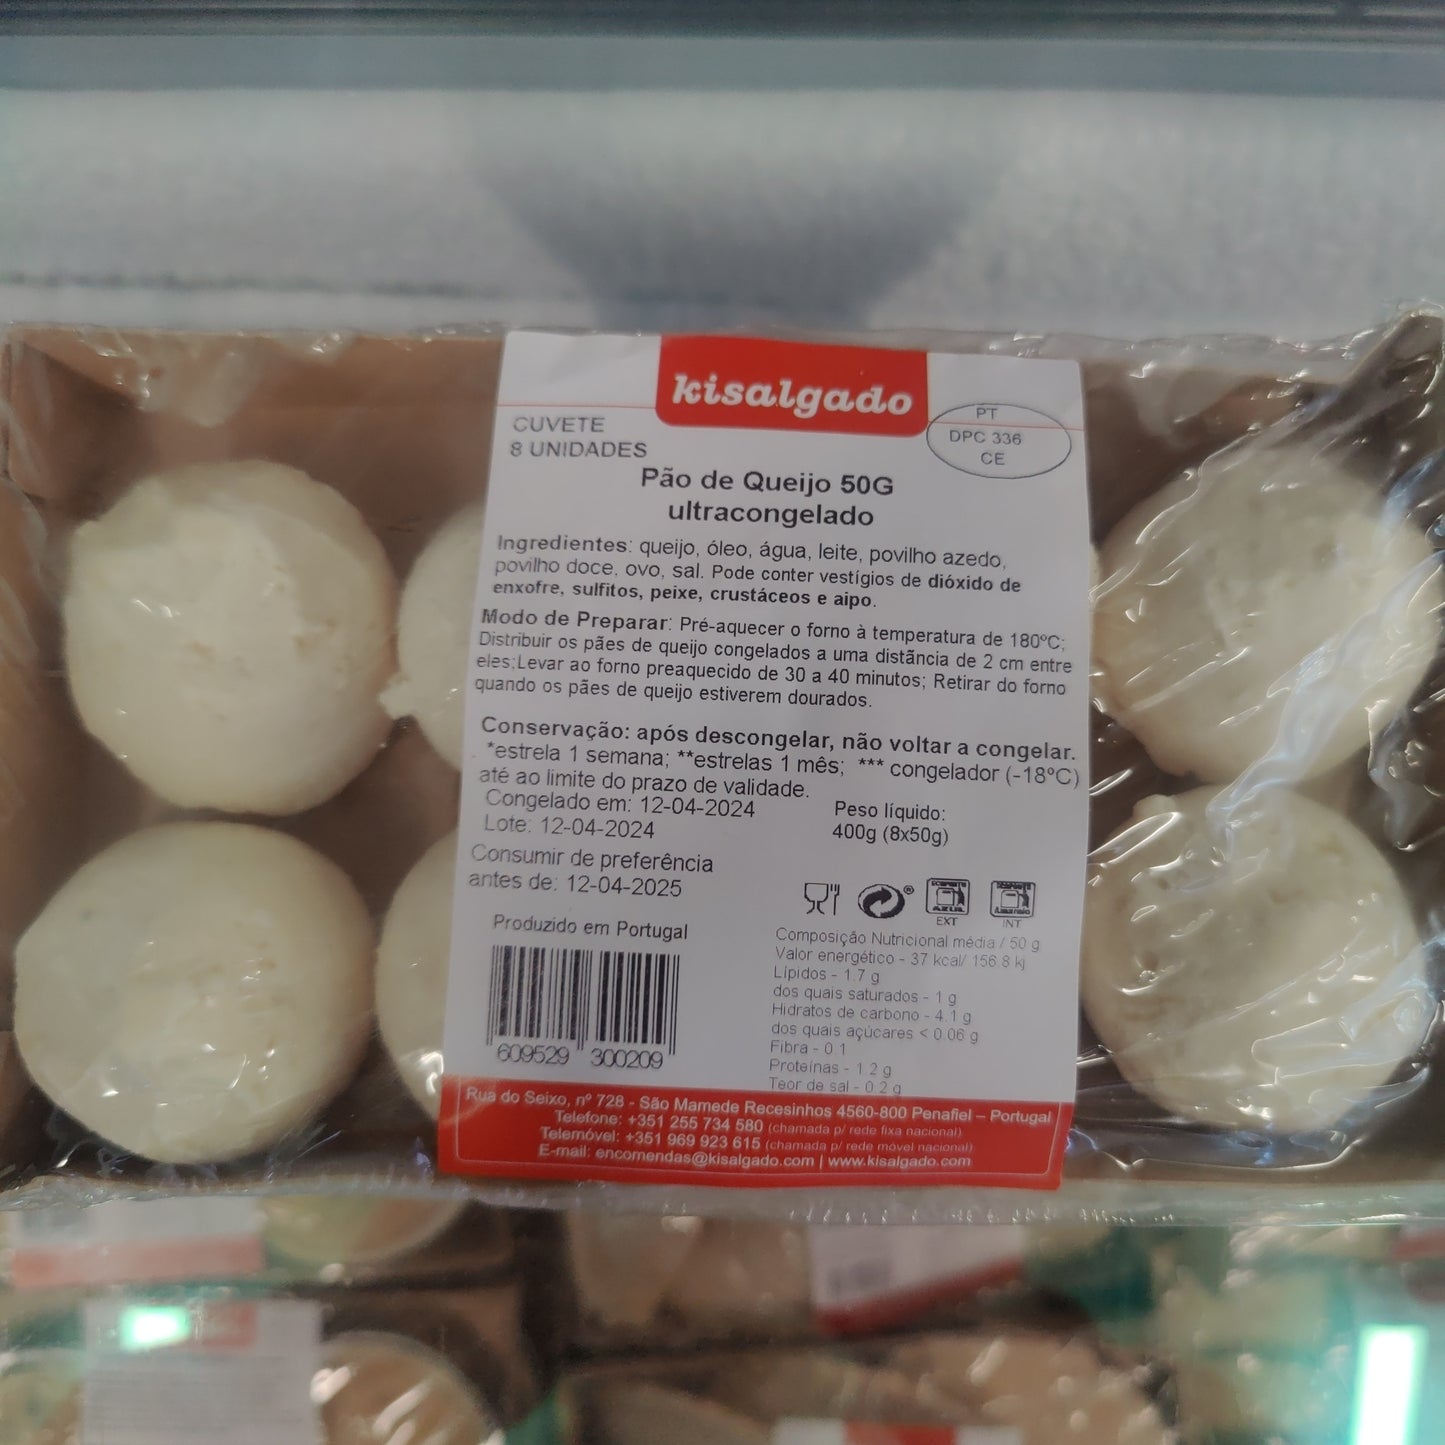 kisalgado
CUVETE
8 UNIDADES
PT
DPC 336
CE
Pão de Queijo 50G
ultracongelado
Ingredientes: queijo, óleo, água, leite, povilho azedo,
povilho doce, ovo, sal. Pode conter vestígios de dióxido de
enxofre, sulfitos, peixe, crustáceos e aipo.
Modo de Preparar: Pré-aquecer o forno à temperatura de 180ºC;
Distribuir os pães de queijo congelados a uma distância de 2 cm entre
eles;Levar ao forno preaquecido de 30 a 40 minutos; Retirar do forno
quando os pães de queijo estiverem dourados.
Conservação: após descongelar, não voltar a congelar.
*estrela 1 semana; **estrelas 1 mês; *** congelador (-18ºC)
até ao limite do prazo de validade.
Congelado em: 12-04-2024
Lote: 12-04-2024
Peso líquido:
400g (8x50g)
Consumir de preferência
antes de: 12-04-2025
Produzido em Portugal
609529 300209
EXT
INT
Composição Nutricional média / 50 g
Valor energético - 37 kcal/ 156.8 kj
Lípidos - 1.7 g
dos quais saturados - 1 g
Hidratos de carbono - 4.1 g
dos quais açúcares < 0.06 g
Fibra - 0.1
Proteínas - 1.2 g
Teor de sal - 0.2 g
Rua do Seixo, nº 728 - São Mamede Recesinhos 4560-800 Penafiel – Portugal
Telefone: +351 255 734 580 (chamada p/ rede fixa nacional)
Telemóvel: +351 969 923 615 (chamada p/ rede móvel nacional)
E-mail: encomendas@kisalgado.com | www.kisalgado.com